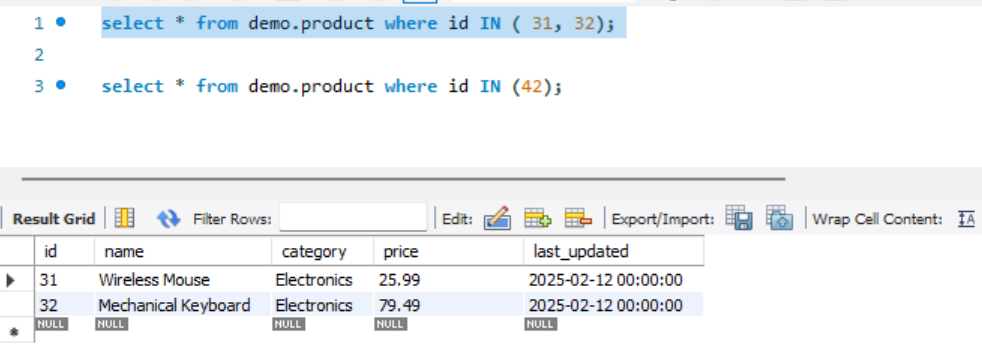 1 select * from demo.product where id IN ( 31, 32);
2
3 select * from demo.product where id IN (42);
Result Grid Filter Rows: Edit: Export/Import: Wrap Cell Content: IA
id name category price last_updated
31 Wireless Mouse Electronics 25.99 2025-02-12 00:00:00
32 Mechanical Keyboard Electronics 79.49 2025-02-12 00:00:00
NULL NULL NULL NULL NULL